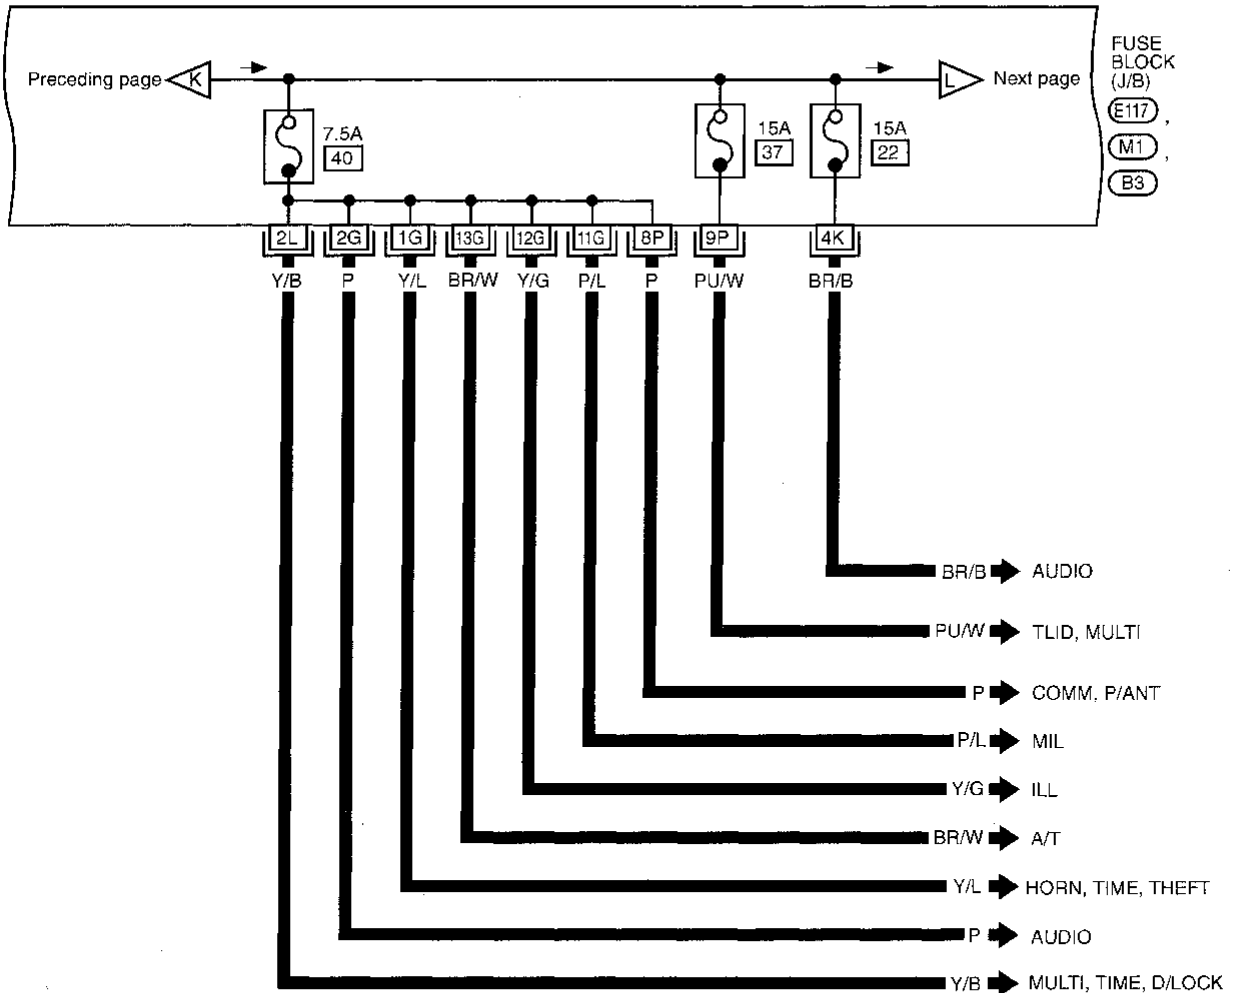 FUSE
BLOCK
(J/B)
E117 ,
M1 ,
B3
Preceding page K
L Next page
7.5A
40
15A
37
15A
22
2L 2G 1G 13G 12G 11G 8P 9P 4K
Y/B P Y/L BR/W Y/G P/L P PU/W BR/B
BR/B AUDIO
PU/W TLID, MULTI
P COMM, P/ANT
P/L MIL
Y/G ILL
BR/W A/T
Y/L HORN, TIME, THEFT
P AUDIO
Y/B MULTI, TIME, D/LOCK